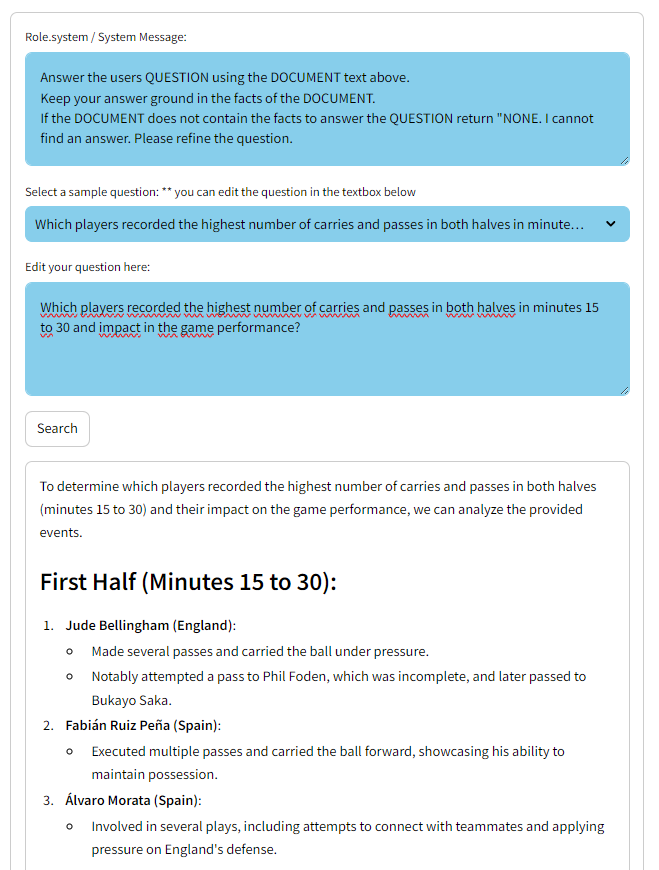 Role.system / System Message:
Answer the users QUESTION using the DOCUMENT text above.
Keep your answer ground in the facts of the DOCUMENT.
If the DOCUMENT does not contain the facts to answer the QUESTION return "NONE. I cannot
find an answer. Please refine the question.
Select a sample question: ** you can edit the question in the textbox below
Which players recorded the highest number of carries and passes in both halves in minute...
Edit your question here:
Which players recorded the highest number of carries and passes in both halves in minutes 15
to 30 and impact in the game performance?
Search
To determine which players recorded the highest number of carries and passes in both halves
(minutes 15 to 30) and their impact on the game performance, we can analyze the provided
events.
First Half (Minutes 15 to 30):
1. Jude Bellingham (England):
Made several passes and carried the ball under pressure.
Notably attempted a pass to Phil Foden, which was incomplete, and later passed to
Bukayo Saka.
2. Fabián Ruiz Peña (Spain):
Executed multiple passes and carried the ball forward, showcasing his ability to
maintain possession.
3. Álvaro Morata (Spain):
Involved in several plays, including attempts to connect with teammates and applying
pressure on England's defense.